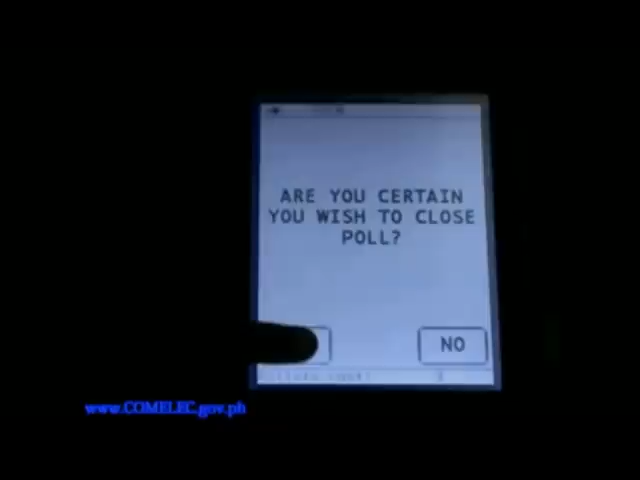 ARE YOU CERTAIN
YOU WISH TO CLOSE
POLL?
NO
www.COMELEC.gov.ph